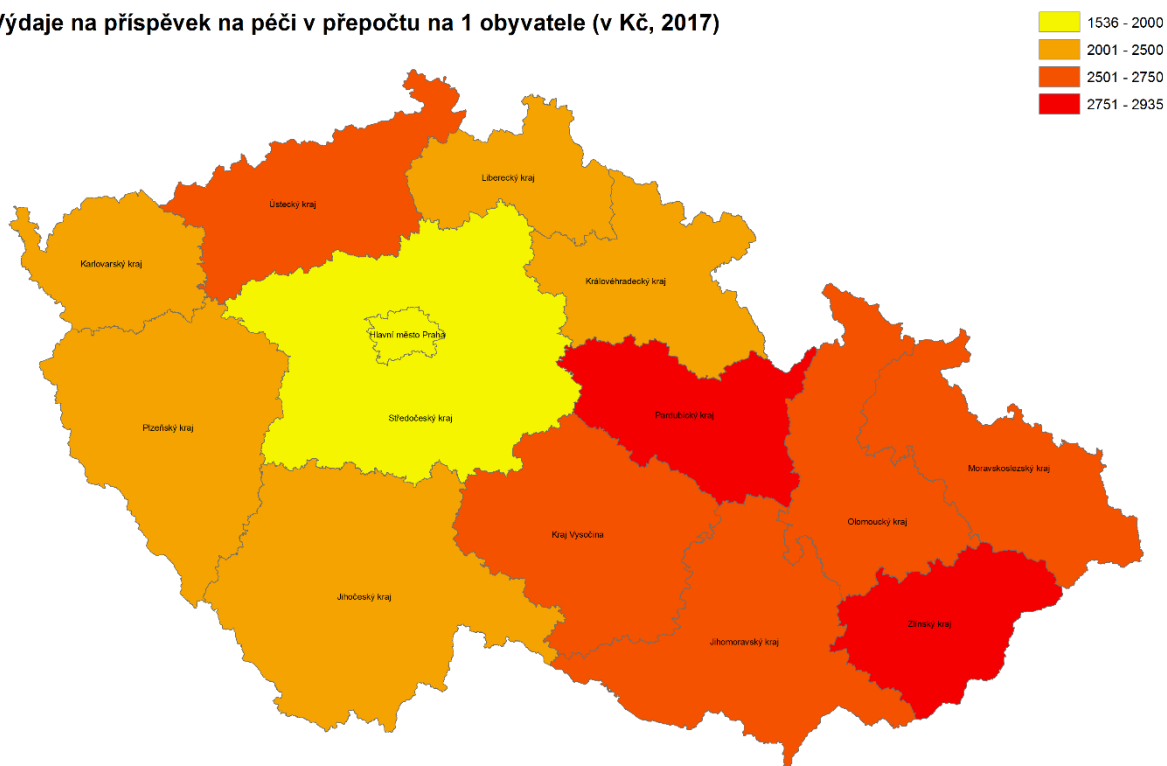 Výdaje na příspěvek na péči v přepočtu na 1 obyvatele (v Kč, 2017)
1536 - 2000
2001 - 2500
2501 - 2750
2751 - 2935
Liberecký kraj
Ústecký kraj
Karlovarský kraj
Královéhradecký kraj
Hlavní město Praha
Středočeský kraj
Pardubický kraj
Plzeňský kraj
Moravskoslezský kraj
Olomoucký kraj
Kraj Vysočina
Jihočeský kraj
Zlínský kraj
Jihomoravský kraj